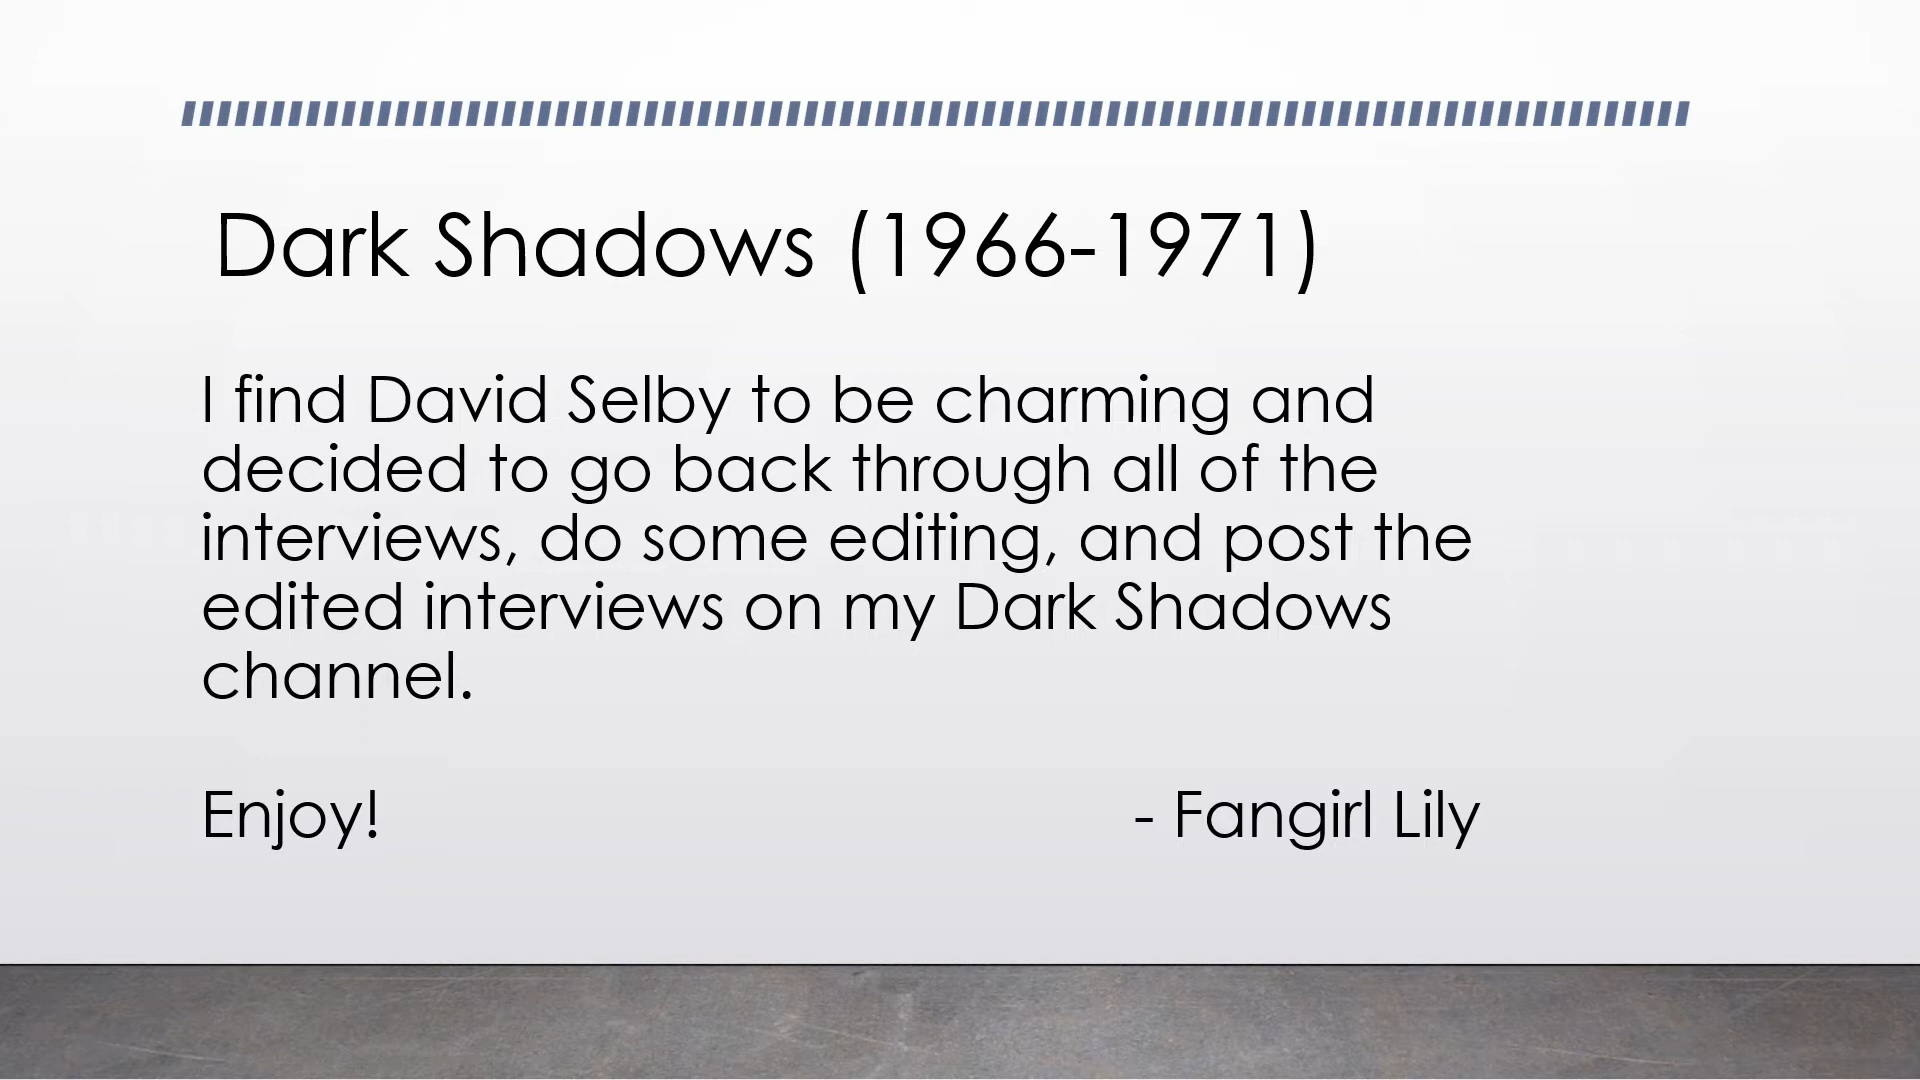 Dark Shadows (1966-1971)
I find David Selby to be charming and
decided to go back through all of the
interviews, do some editing, and post the
edited interviews on my Dark Shadows
channel.
Enjoy! - Fangirl Lily